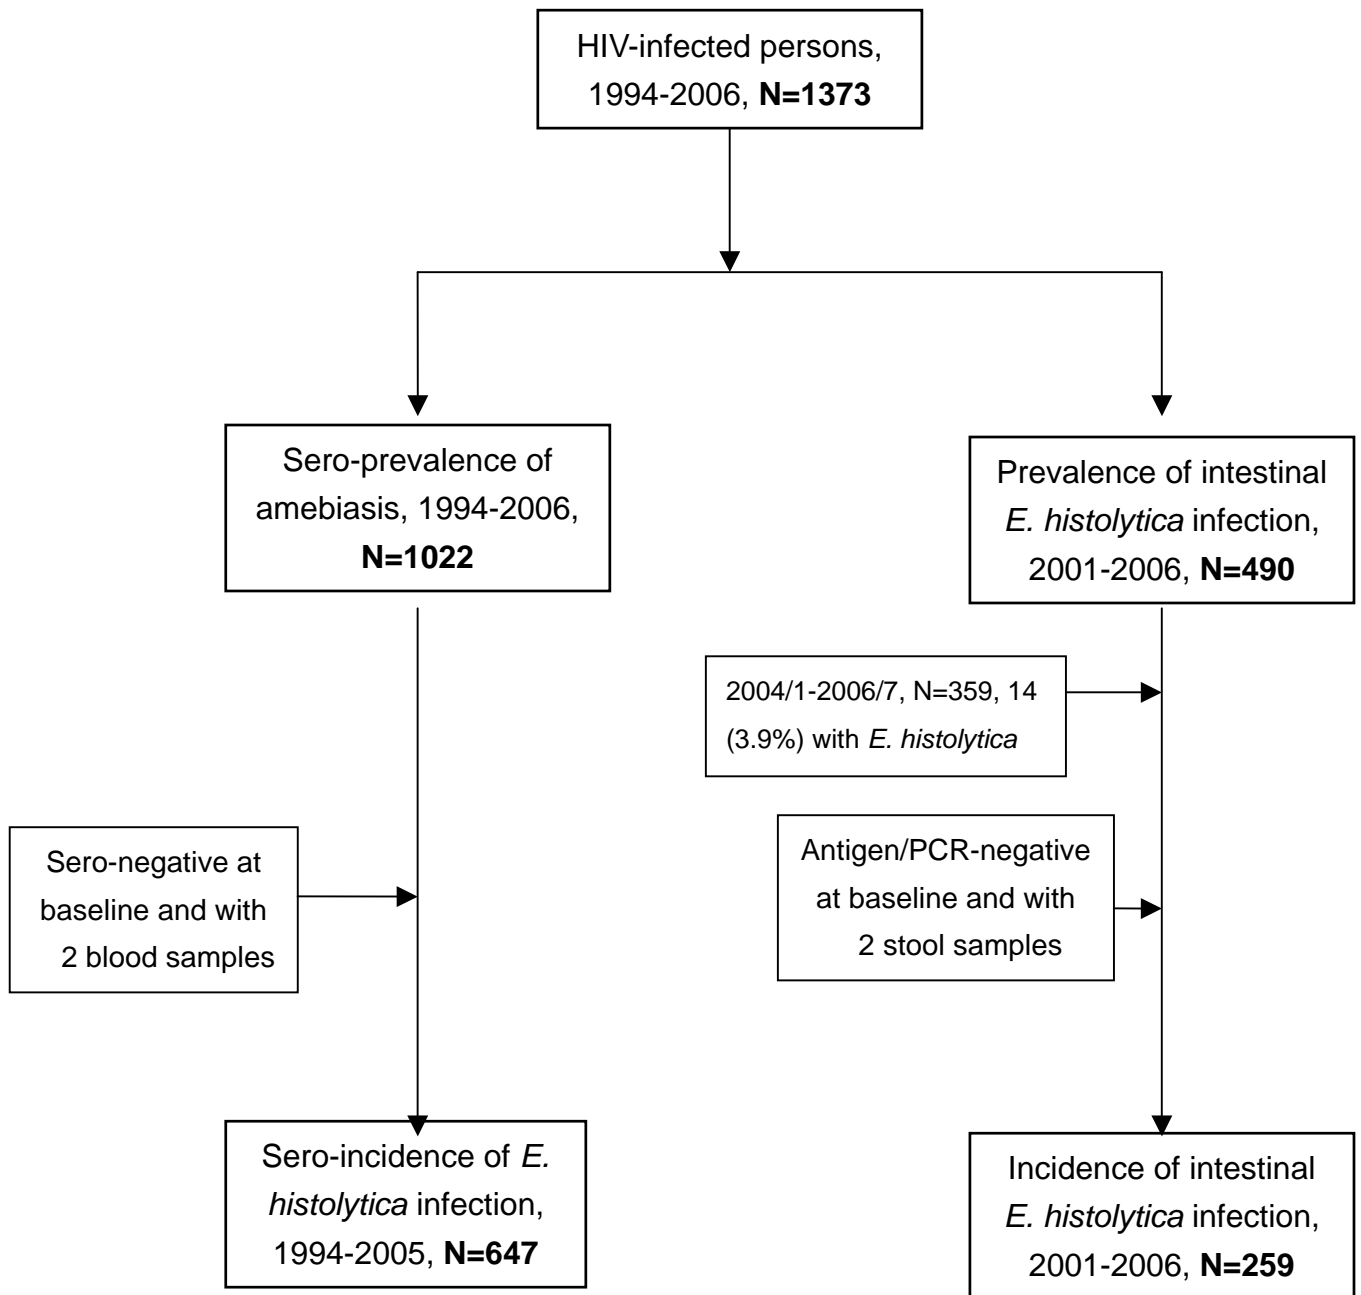 HIV-infected persons,
1994-2006, N=1373
Sero-prevalence of
amebiasis, 1994-2006,
N=1022
Prevalence of intestinal
E. histolytica infection,
2001-2006, N=490
2004/1-2006/7, N=359, 14
(3.9%) with E. histolytica
Sero-negative at
baseline and with
2 blood samples
Antigen/PCR-negative
at baseline and with
2 stool samples
Sero-incidence of E.
histolytica infection,
1994-2005, N=647
Incidence of intestinal
E. histolytica infection,
2001-2006, N=259